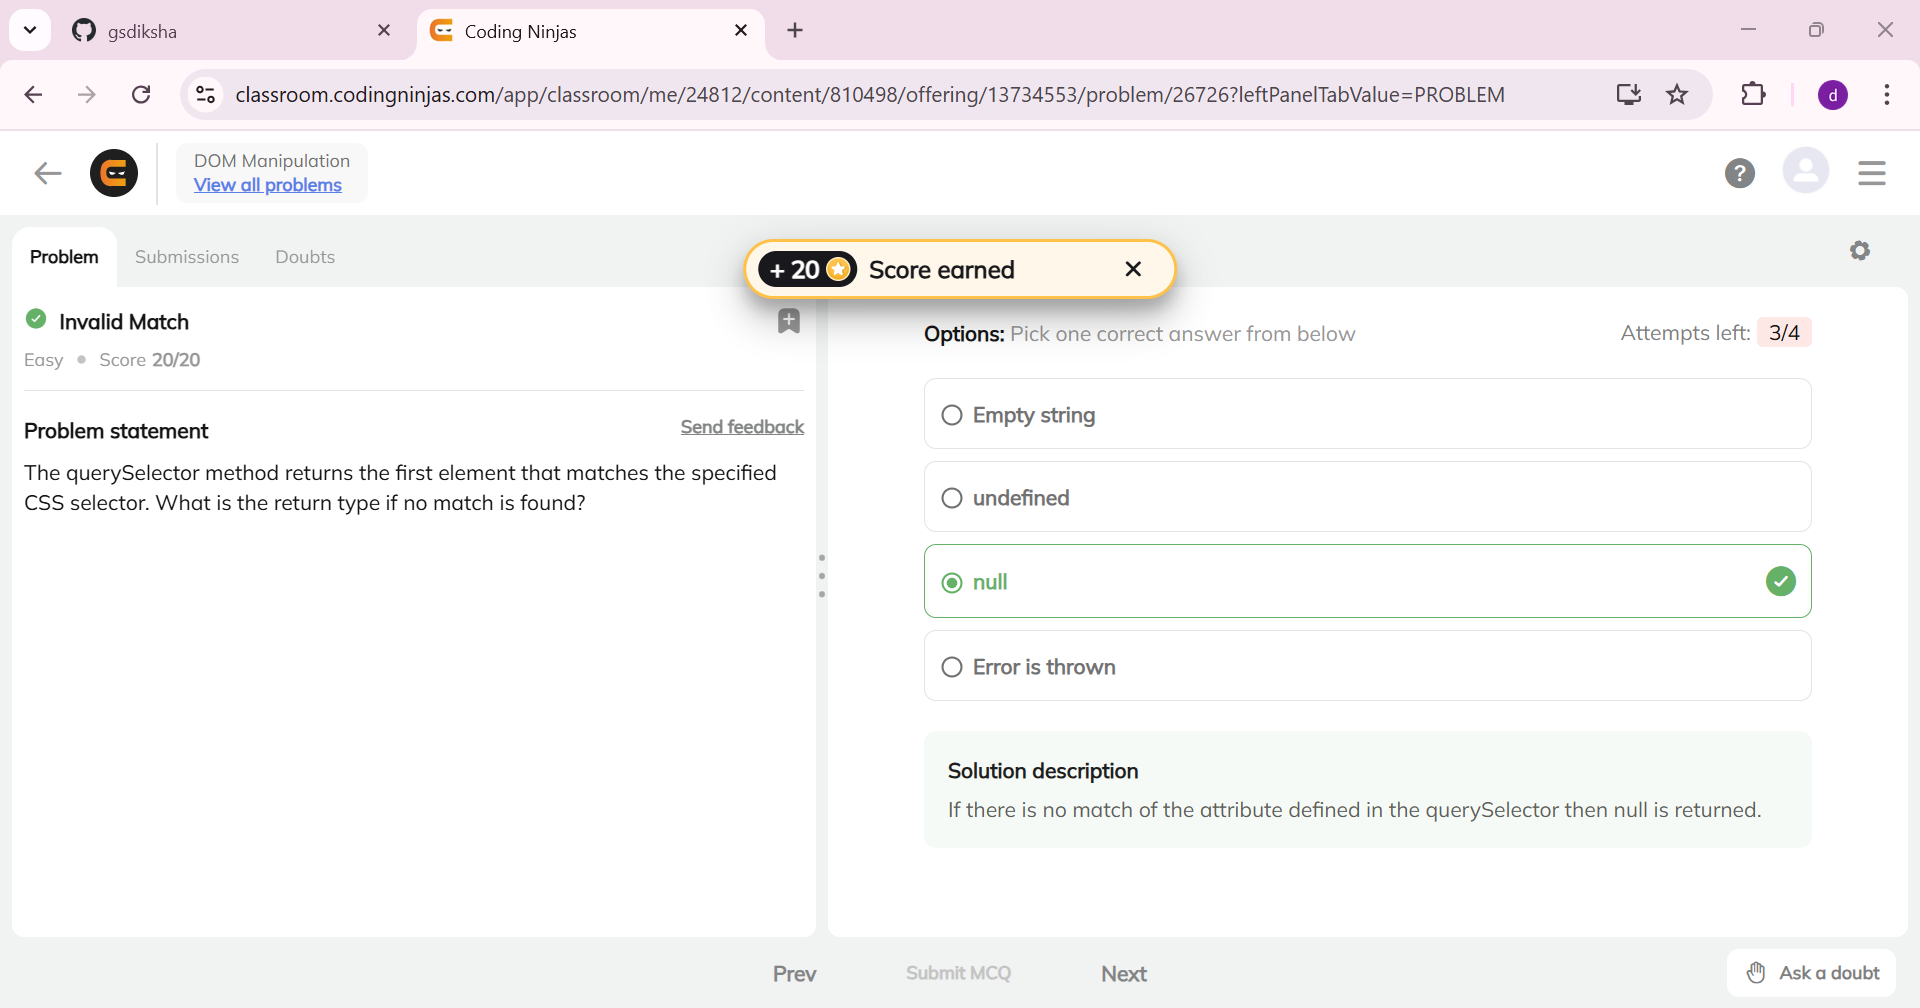 gsdiksha
Coding Ninjas
classroom.codingninjas.com/app/classroom/me/24812/content/810498/offering/13734553/problem/26726?leftPanelTabValue=PROBLEM
d
DOM Manipulation
View all problems
?
Problem
Submissions
Doubts
+ 20 Score earned
Invalid Match
Easy • Score 20/20
Problem statement
Send feedback
The querySelector method returns the first element that matches the specified
CSS selector. What is the return type if no match is found?
Options: Pick one correct answer from below
Attempts left: 3/4
Empty string
undefined
null
Error is thrown
Solution description
If there is no match of the attribute defined in the querySelector then null is returned.
Prev
Submit MCQ
Next
Ask a doubt